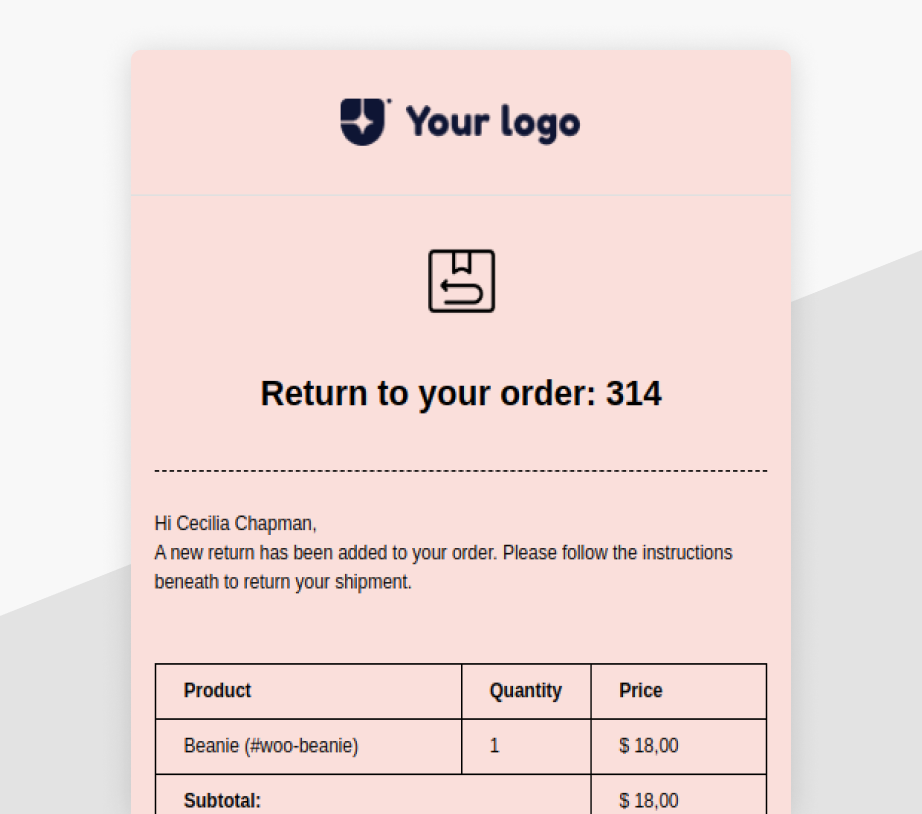 Your logo
Return to your order: 314
Hi Cecilia Chapman,
A new return has been added to your order. Please follow the instructions
beneath to return your shipment.
Product Quantity Price
Beanie (#woo-beanie) 1 $ 18,00
Subtotal: $ 18,00